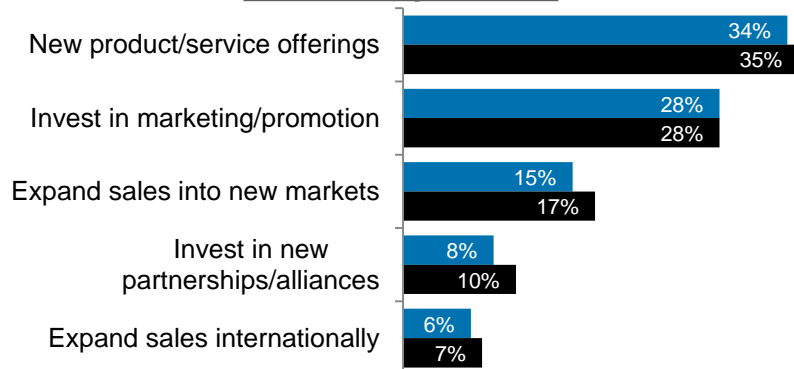 New product/service offerings
34%
35%
Invest in marketing/promotion
28%
28%
Expand sales into new markets
15%
17%
Invest in new
partnerships/alliances
8%
10%
Expand sales internationally
6%
7%